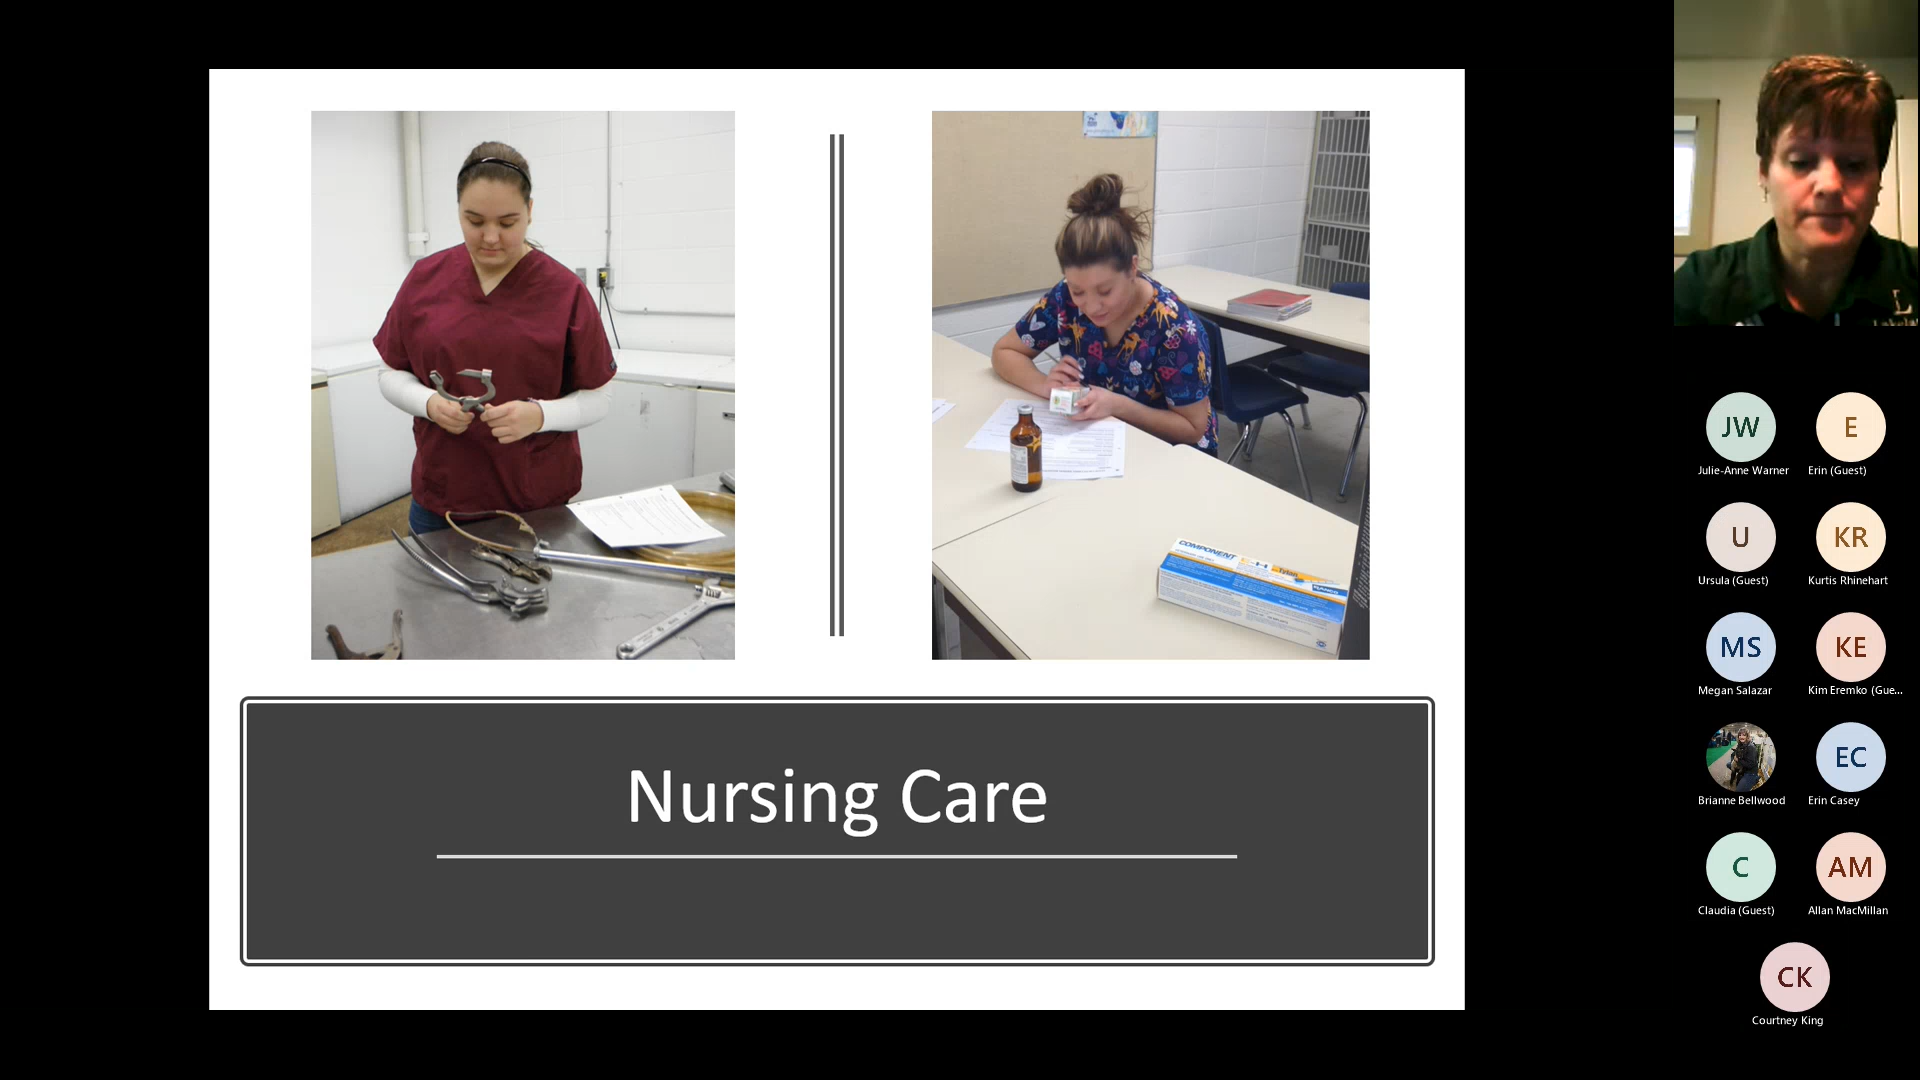 COMPONENT
Tylan
Nursing Care
JW
Julie-Anne Warner
E
Erin (Guest)
U
Ursula (Guest)
KR
Kurtis Rhinehart
MS
Megan Salazar
KE
Kim Eremko (Gue...
Brianne Bellwood
EC
Erin Casey
C
Claudia (Guest)
AM
Allan MacMillan
CK
Courtney King